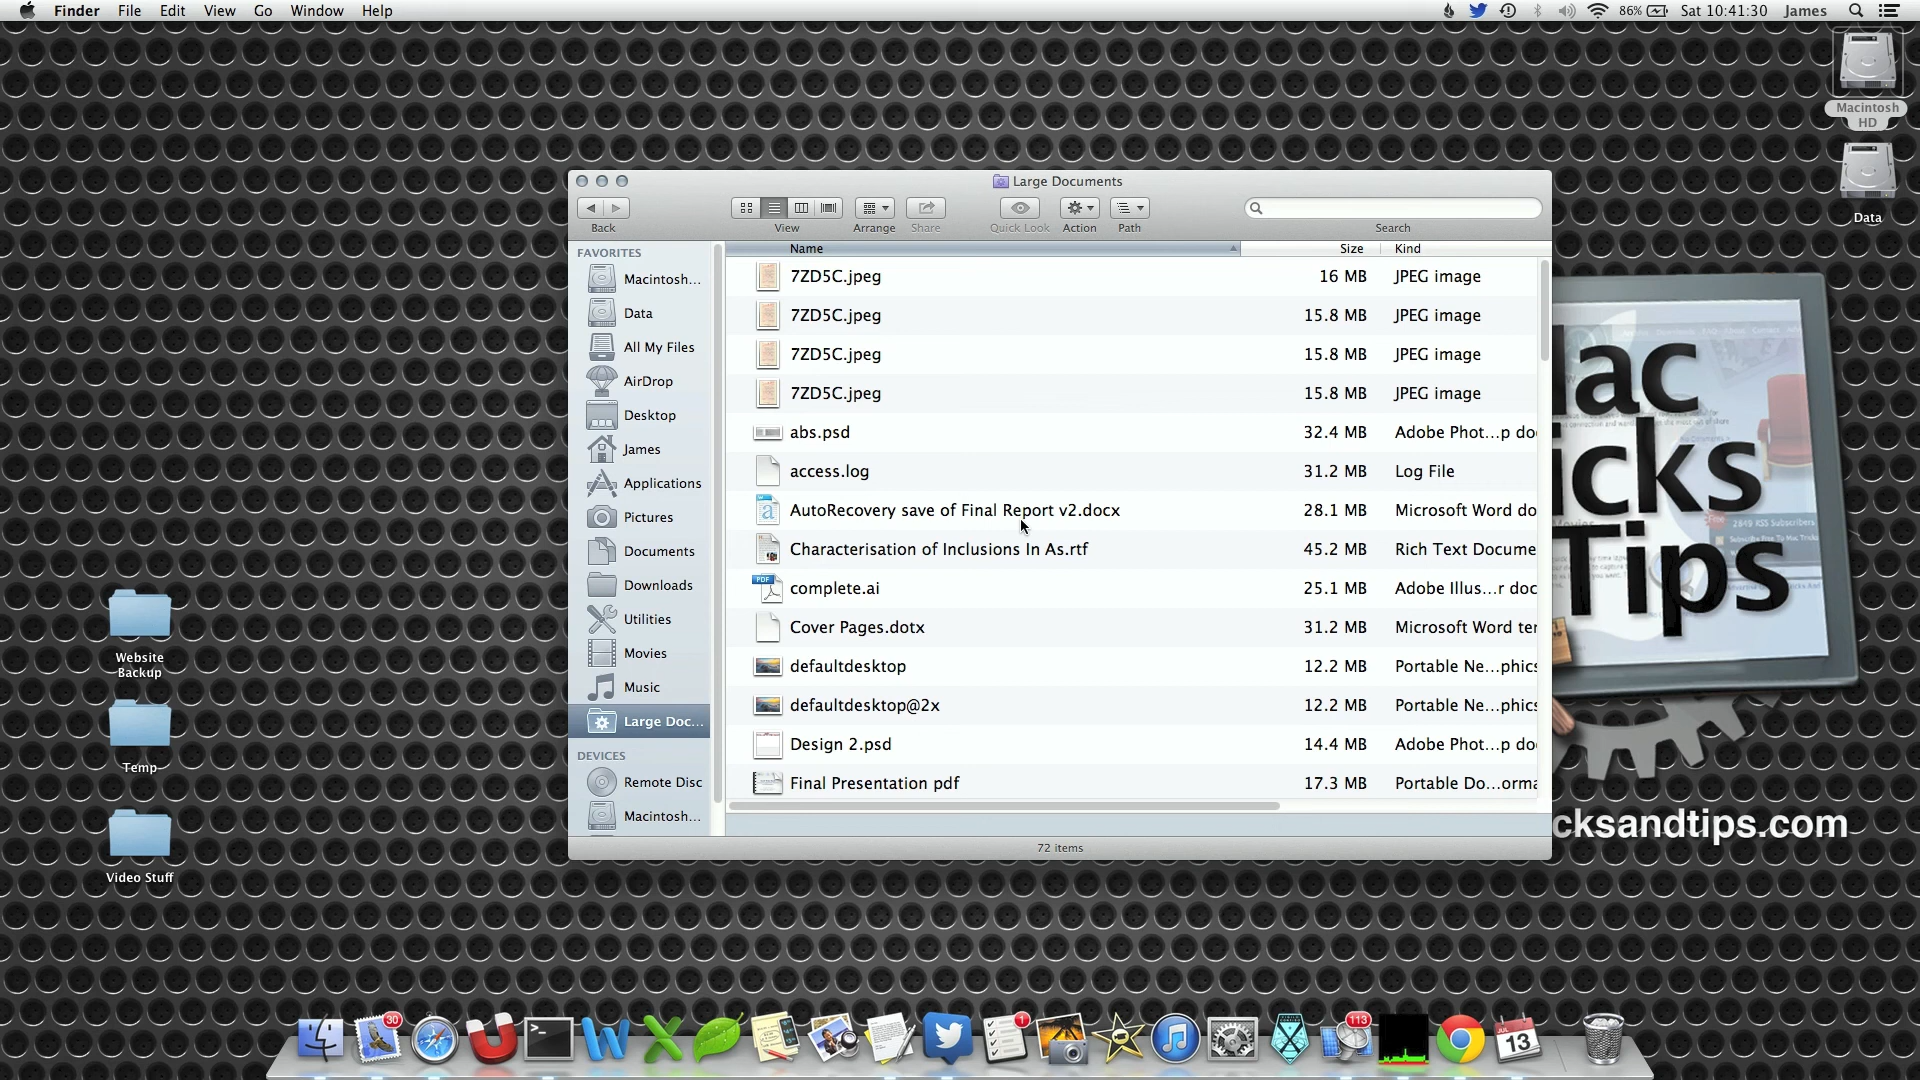 Finder File Edit View Go Window Help
86% Sat 10:41:30 James
Macintosh
HD
Data
Large Documents
Back View Arrange Share Quick Look Action Path Search
FAVORITES
Macintosh...
Data
All My Files
AirDrop
Desktop
James
Applications
Pictures
Documents
Downloads
Utilities
Movies
Music
Large Doc...
DEVICES
Remote Disc
Macintosh...
Name Size Kind
7ZD5C.jpeg 16 MB JPEG image
7ZD5C.jpeg 15.8 MB JPEG image
7ZD5C.jpeg 15.8 MB JPEG image
7ZD5C.jpeg 15.8 MB JPEG image
abs.psd 32.4 MB Adobe Phot...p do
access.log 31.2 MB Log File
AutoRecovery save of Final Report v2.docx 28.1 MB Microsoft Word do
Characterisation of Inclusions In As.rtf 45.2 MB Rich Text Docume
complete.ai 25.1 MB Adobe Illus...r doc
Cover Pages.dotx 31.2 MB Microsoft Word ter
defaultdesktop 12.2 MB Portable Ne...phics
defaultdesktop@2x 12.2 MB Portable Ne...phics
Design 2.psd 14.4 MB Adobe Phot...p do
Final Presentation pdf 17.3 MB Portable Do...orma
72 items
ac
icks
Tips
2849 RSS Subscribers
cksandtips.com
Website
Backup
Temp
Video Stuff
30
1
113
JUL
13